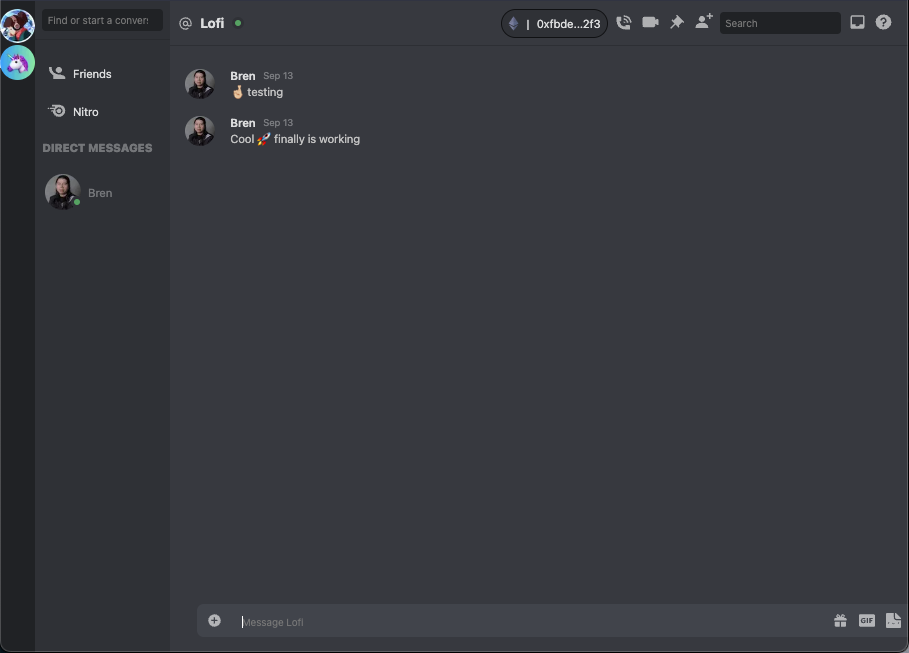 Find or start a convers
Friends
Nitro
DIRECT MESSAGES
Bren
@ Lofi
| 0xfbde...2f3
Search
Bren Sep 13
🤞🏼 testing
Bren Sep 13
Cool 🚀 finally is working
Message Lofi
GIF